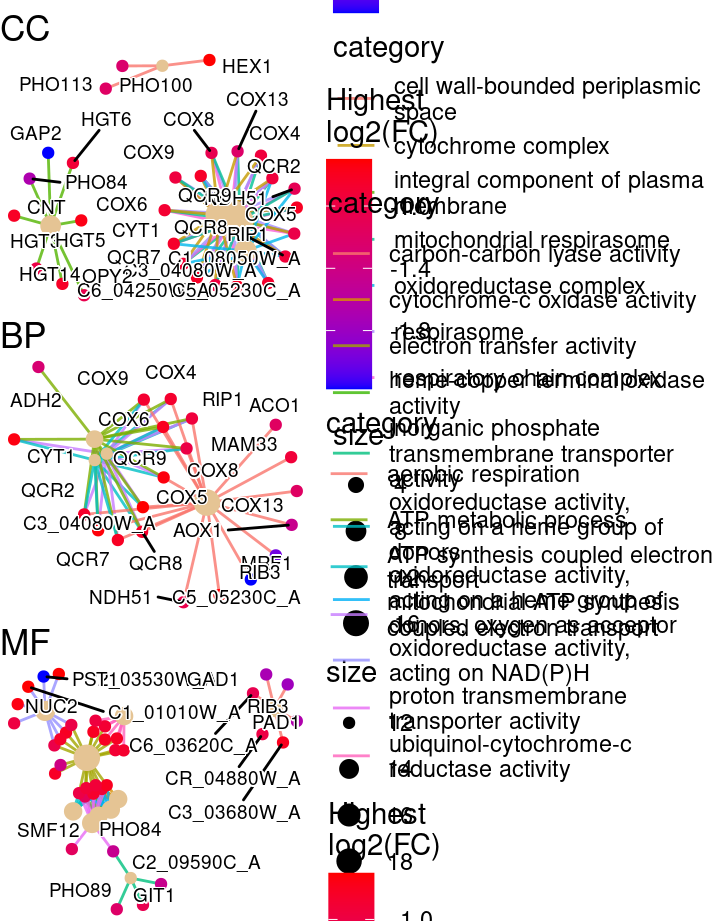 CC
HEX1
PHO113
PHO100
COX13
HGT6
COX8
GAP2
COX4
COX9
QCR2
PHO84
QCR9
H51
CNT
COX6
COX5
CYT1
QCR8
RIP1
HGT5
QCR7
08050W_A
HGT14
OPY2
3_04080W_A
C6_04250W
C5_05230C_A
BP
COX9
COX4
ADH2
RIP1
ACO1
COX6
MAM33
CYT1
QCR9
COX8
QCR2
COX5
COX13
C3_04080W_A
AOX1
QCR7
QCR8
RIB3
NDH51
C5_05230C_A
MF
03530W
GAD1
NUC2
C1_01010W_A
RIB3
PAD1
C6_03620C_A
CR_04880W_A
C3_03680W_A
SMF12
PHO84
C2_09590C_A
PHO89
GIT1
category
cell wall-bounded periplasmic
space
Highest
log2(FC)
cytochrome complex
integral component of plasma
membrane
category
mitochondrial respirasome
carbon-carbon lyase activity
-1.4
oxidoreductase complex
cytochrome-c oxidase activity
-1.8
respirasome
electron transfer activity
respiratory chain complex
heme-copper terminal oxidase
activity
category
inorganic phosphate
size
transmembrane transporter
activity
aerobic respiration
4
oxidoreductase activity,
ATP metabolic process
acting on a heme group of
8
donors
ATP synthesis coupled electron
transport
oxidoreductase activity,
acting on a heme group of
mitochondrial ATP synthesis
coupled electron transport
donors, oxygen as acceptor
16
oxidoreductase activity,
acting on NAD(P)H
size
proton transmembrane
transporter activity
12
ubiquinol-cytochrome-c
reductase activity
14
16
Highest
log2(FC)
18
-1.0